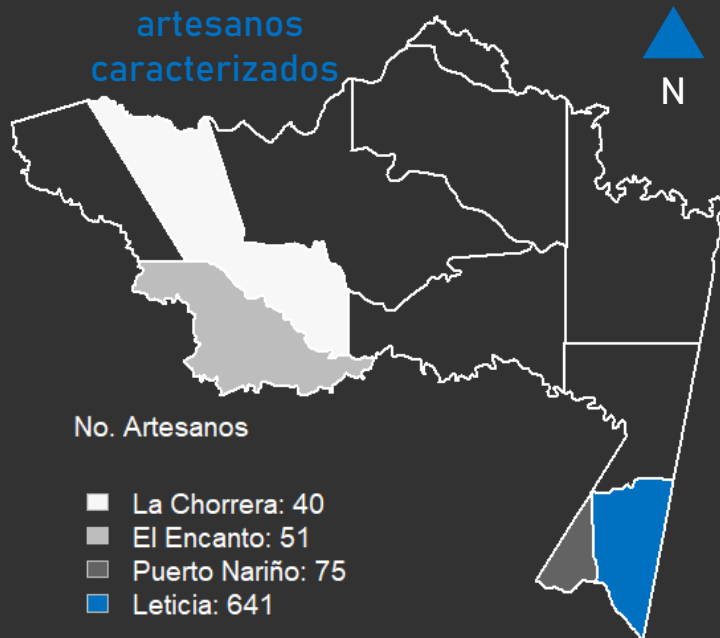 artesanos
caracterizados
N
No. Artesanos
La Chorrera: 40
El Encanto: 51
Puerto Nariño: 75
Leticia: 641